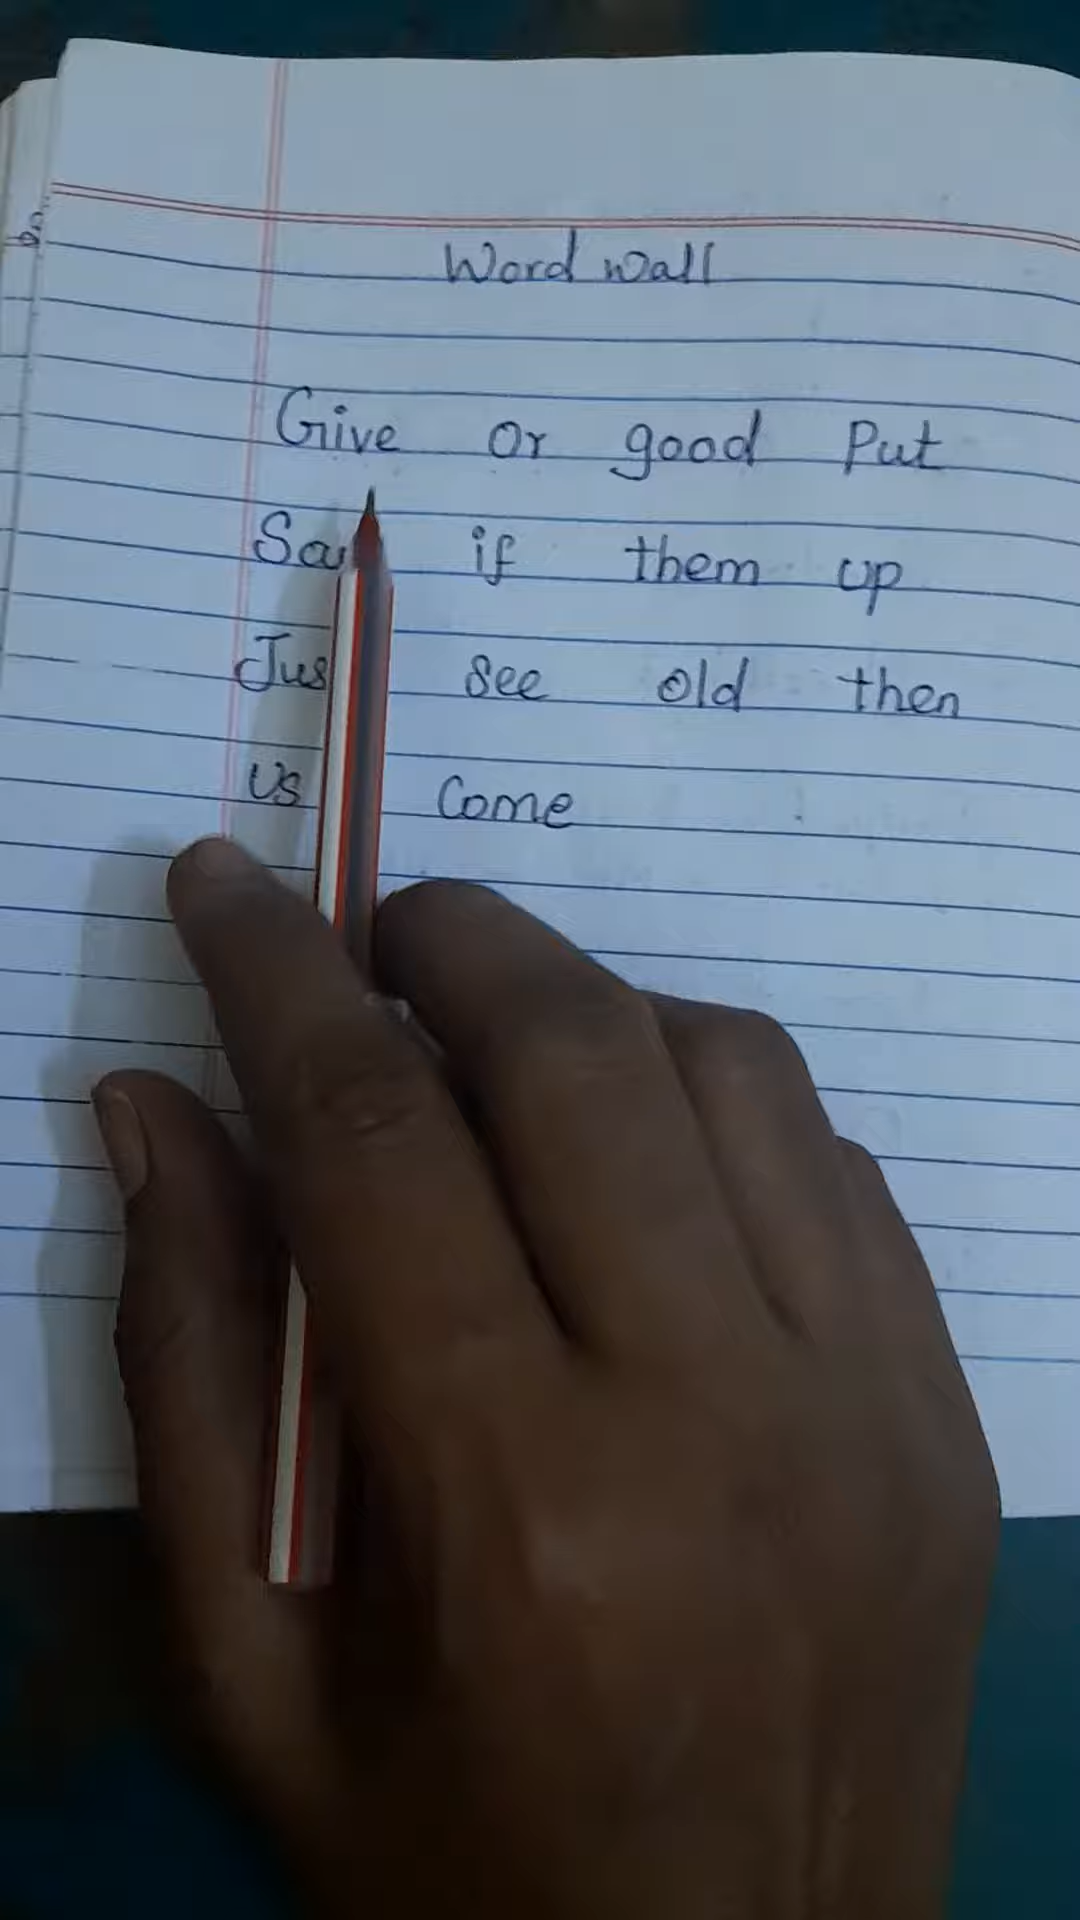 Word wall
Give or good Put
if them up
see old then
us Come